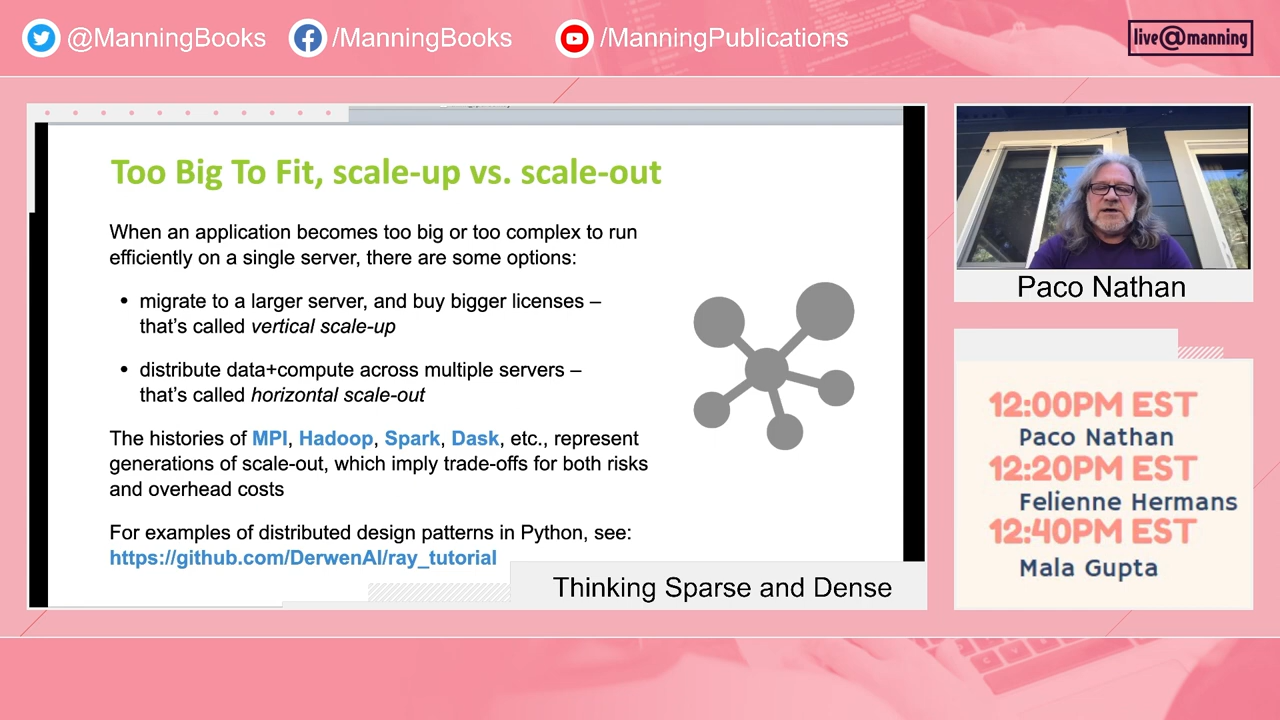 @ManningBooks
/ManningBooks
/ManningPublications
live@manning
Too Big To Fit, scale-up vs. scale-out
When an application becomes too big or too complex to run
efficiently on a single server, there are some options:
• migrate to a larger server, and buy bigger licenses –
that's called vertical scale-up
• distribute data+compute across multiple servers –
that's called horizontal scale-out
The histories of MPI, Hadoop, Spark, Dask, etc., represent
generations of scale-out, which imply trade-offs for both risks
and overhead costs
For examples of distributed design patterns in Python, see:
https://github.com/DerwenAI/ray_tutorial
Thinking Sparse and Dense
Paco Nathan
12:00PM EST
Paco Nathan
12:20PM EST
Felienne Hermans
12:40PM EST
Mala Gupta